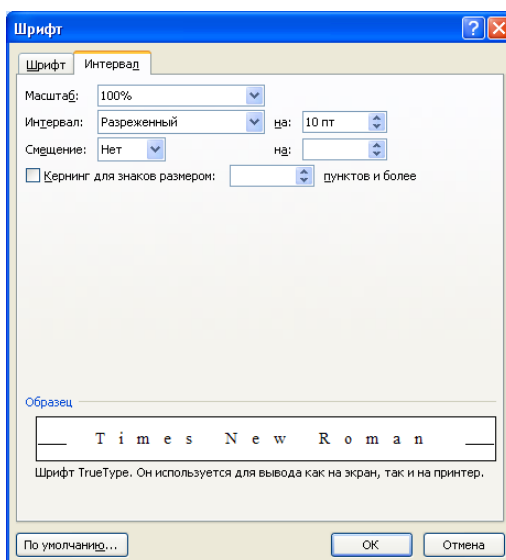 Шрифт
Шрифт Интервал
Масштаб: 100%
Интервал: Разреженный на: 10 пт
Смещение: Нет на:
Кернинг для знаков размером: пунктов и более
Образец
Times New Roman
Шрифт TrueType. Он используется для вывода как на экран, так и на принтер.
По умолчанию... ОК Отмена